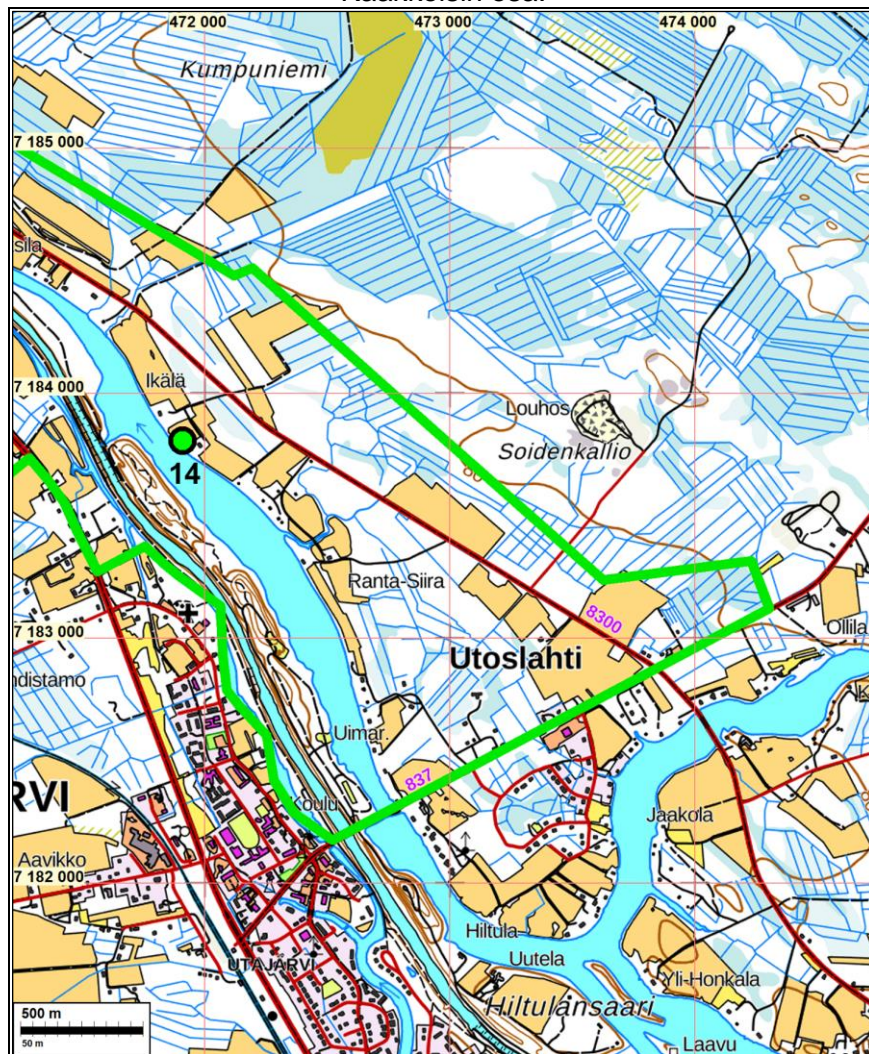 Kaakkoisin osa.
472 000 473 000 474 000
Kumpuniemi
7 185 000
sila
7 184 000
Ikälä
Louhos
Soidenkallio
14
Ranta-Siira
8300
7 183 000
Ollila
Utoslahti
ndistamo
Uimar.
837
RVI
Koulu
Jaakola
Aavikko
7 182 000
Hiltula
Uutela
UTAJÄRVI
Yli-Honkala
Hiltulansaari
500 m
50 m
Laavu